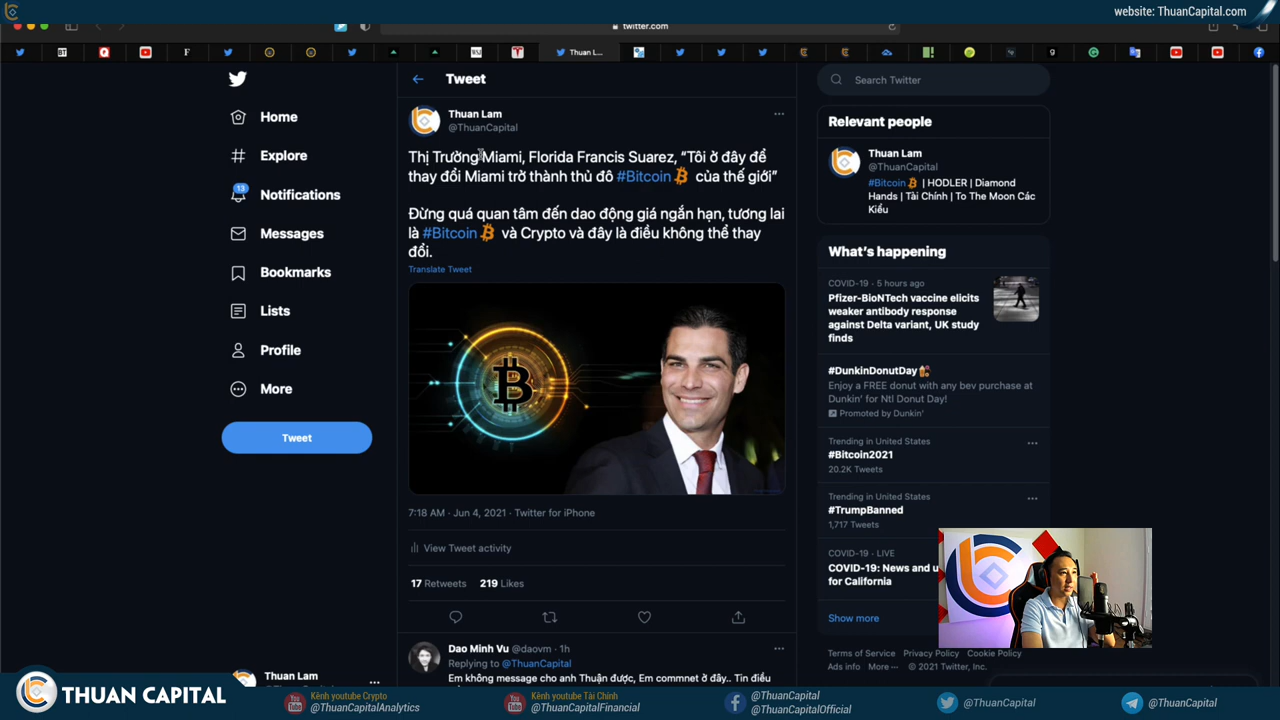 website: ThuanCapital.com
twitter.com
Thuan L...
Home
Explore
13
Notifications
Messages
Bookmarks
Lists
Profile
More
Tweet
Thuan Lam
Tweet
Thuan Lam
@ThuanCapital
Thị Trưởng Miami, Florida Francis Suarez, “Tôi ở đây để
thay đổi Miami trở thành thủ đô #Bitcoin của thế giới”
Đừng quá quan tâm đến dao động giá ngắn hạn, tương lai
là #Bitcoin và Crypto và đây là điều không thể thay
đổi.
Translate Tweet
7:18 AM · Jun 4, 2021 · Twitter for iPhone
View Tweet activity
17 Retweets 219 Likes
Dao Minh Vu @daovm · 1h
Replying to @ThuanCapital
Em không message cho anh Thuận được, Em commnet ở đây.. Tin điều
Search Twitter
Relevant people
Thuan Lam
@ThuanCapital
#Bitcoin | HODLER | Diamond
Hands | Tài Chính | To The Moon Các
Kiểu
What’s happening
COVID-19 · 5 hours ago
Pfizer-BioNTech vaccine elicits
weaker antibody response
against Delta variant, UK study
finds
#DunkinDonutDay
Enjoy a FREE donut with any bev purchase at
Dunkin’ for Ntl Donut Day!
Promoted by Dunkin’
Trending in United States
#Bitcoin2021
20.2K Tweets
Trending in United States
#TrumpBanned
1,717 Tweets
COVID-19 · LIVE
COVID-19: News and u
for California
Show more
Terms of Service Privacy Policy Cookie Policy
Ad info More ··· © 2021 Twitter, Inc.
THUAN CAPITAL
Kênh youtube Crypto
@ThuanCapitalAnalytics
Kênh youtube Tài Chính
@ThuanCapitalFinancial
@ThuanCapital
@ThuanCapitalOfficial
@ThuanCapital
@ThuanCapital